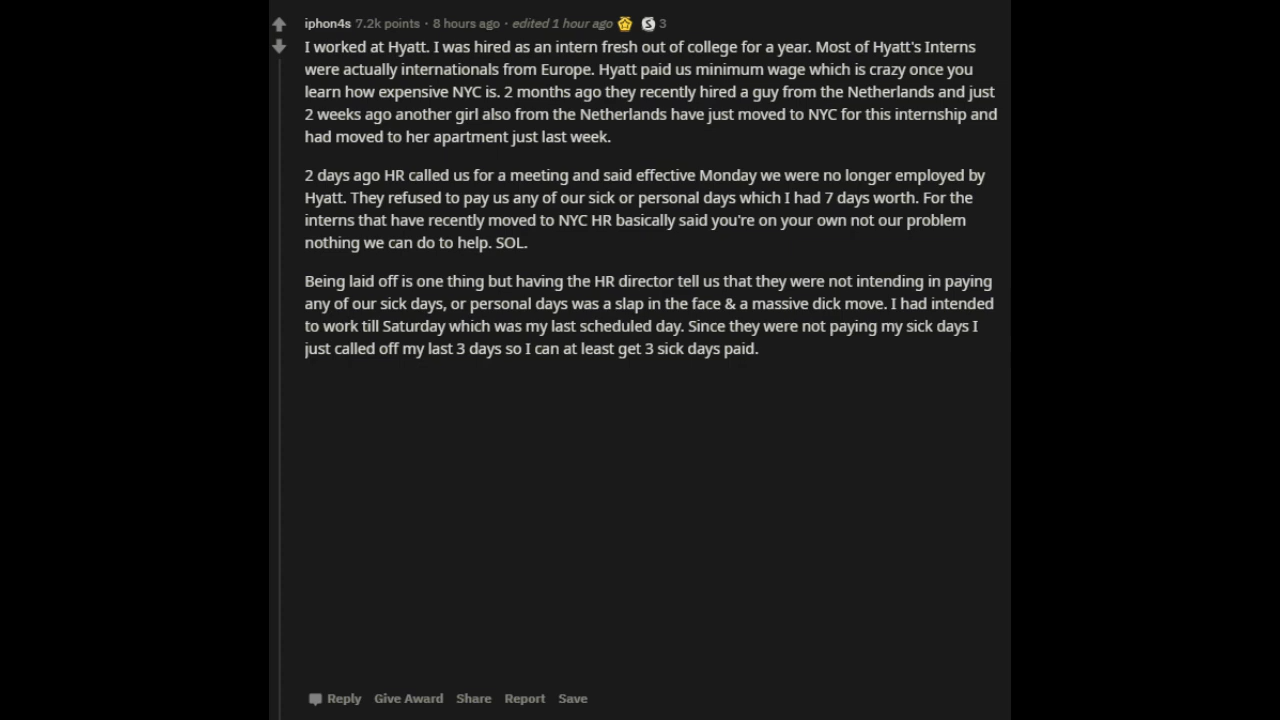 iphon4s 7.2k points · 8 hours ago · edited 1 hour ago 3
I worked at Hyatt. I was hired as an intern fresh out of college for a year. Most of Hyatt's Interns
were actually internationals from Europe. Hyatt paid us minimum wage which is crazy once you
learn how expensive NYC is. 2 months ago they recently hired a guy from the Netherlands and just
2 weeks ago another girl also from the Netherlands have just moved to NYC for this internship and
had moved to her apartment just last week.
2 days ago HR called us for a meeting and said effective Monday we were no longer employed by
Hyatt. They refused to pay us any of our sick or personal days which I had 7 days worth. For the
interns that have recently moved to NYC HR basically said you're on your own not our problem
nothing we can do to help. SOL.
Being laid off is one thing but having the HR director tell us that they were not intending in paying
any of our sick days, or personal days was a slap in the face & a massive dick move. I had intended
to work till Saturday which was my last scheduled day. Since they were not paying my sick days I
just called off my last 3 days so I can at least get 3 sick days paid.
Reply Give Award Share Report Save